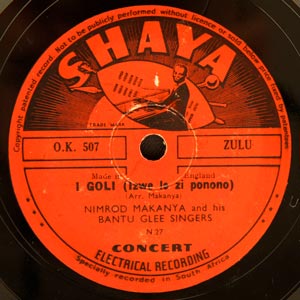 Copyright patented record. Not to be publicly performed without licence or sold below price fixed by patentees
SHAYA
TRADE MARK
O.K. 507
ZULU
Made in England
I GOLI (Izwe le zi ponono)
(Arr. Makanya)
NIMROD MAKANYA and his
BANTU GLEE SINGERS
N 27
CONCERT
ELECTRICAL RECORDING
Specially recorded in South Africa